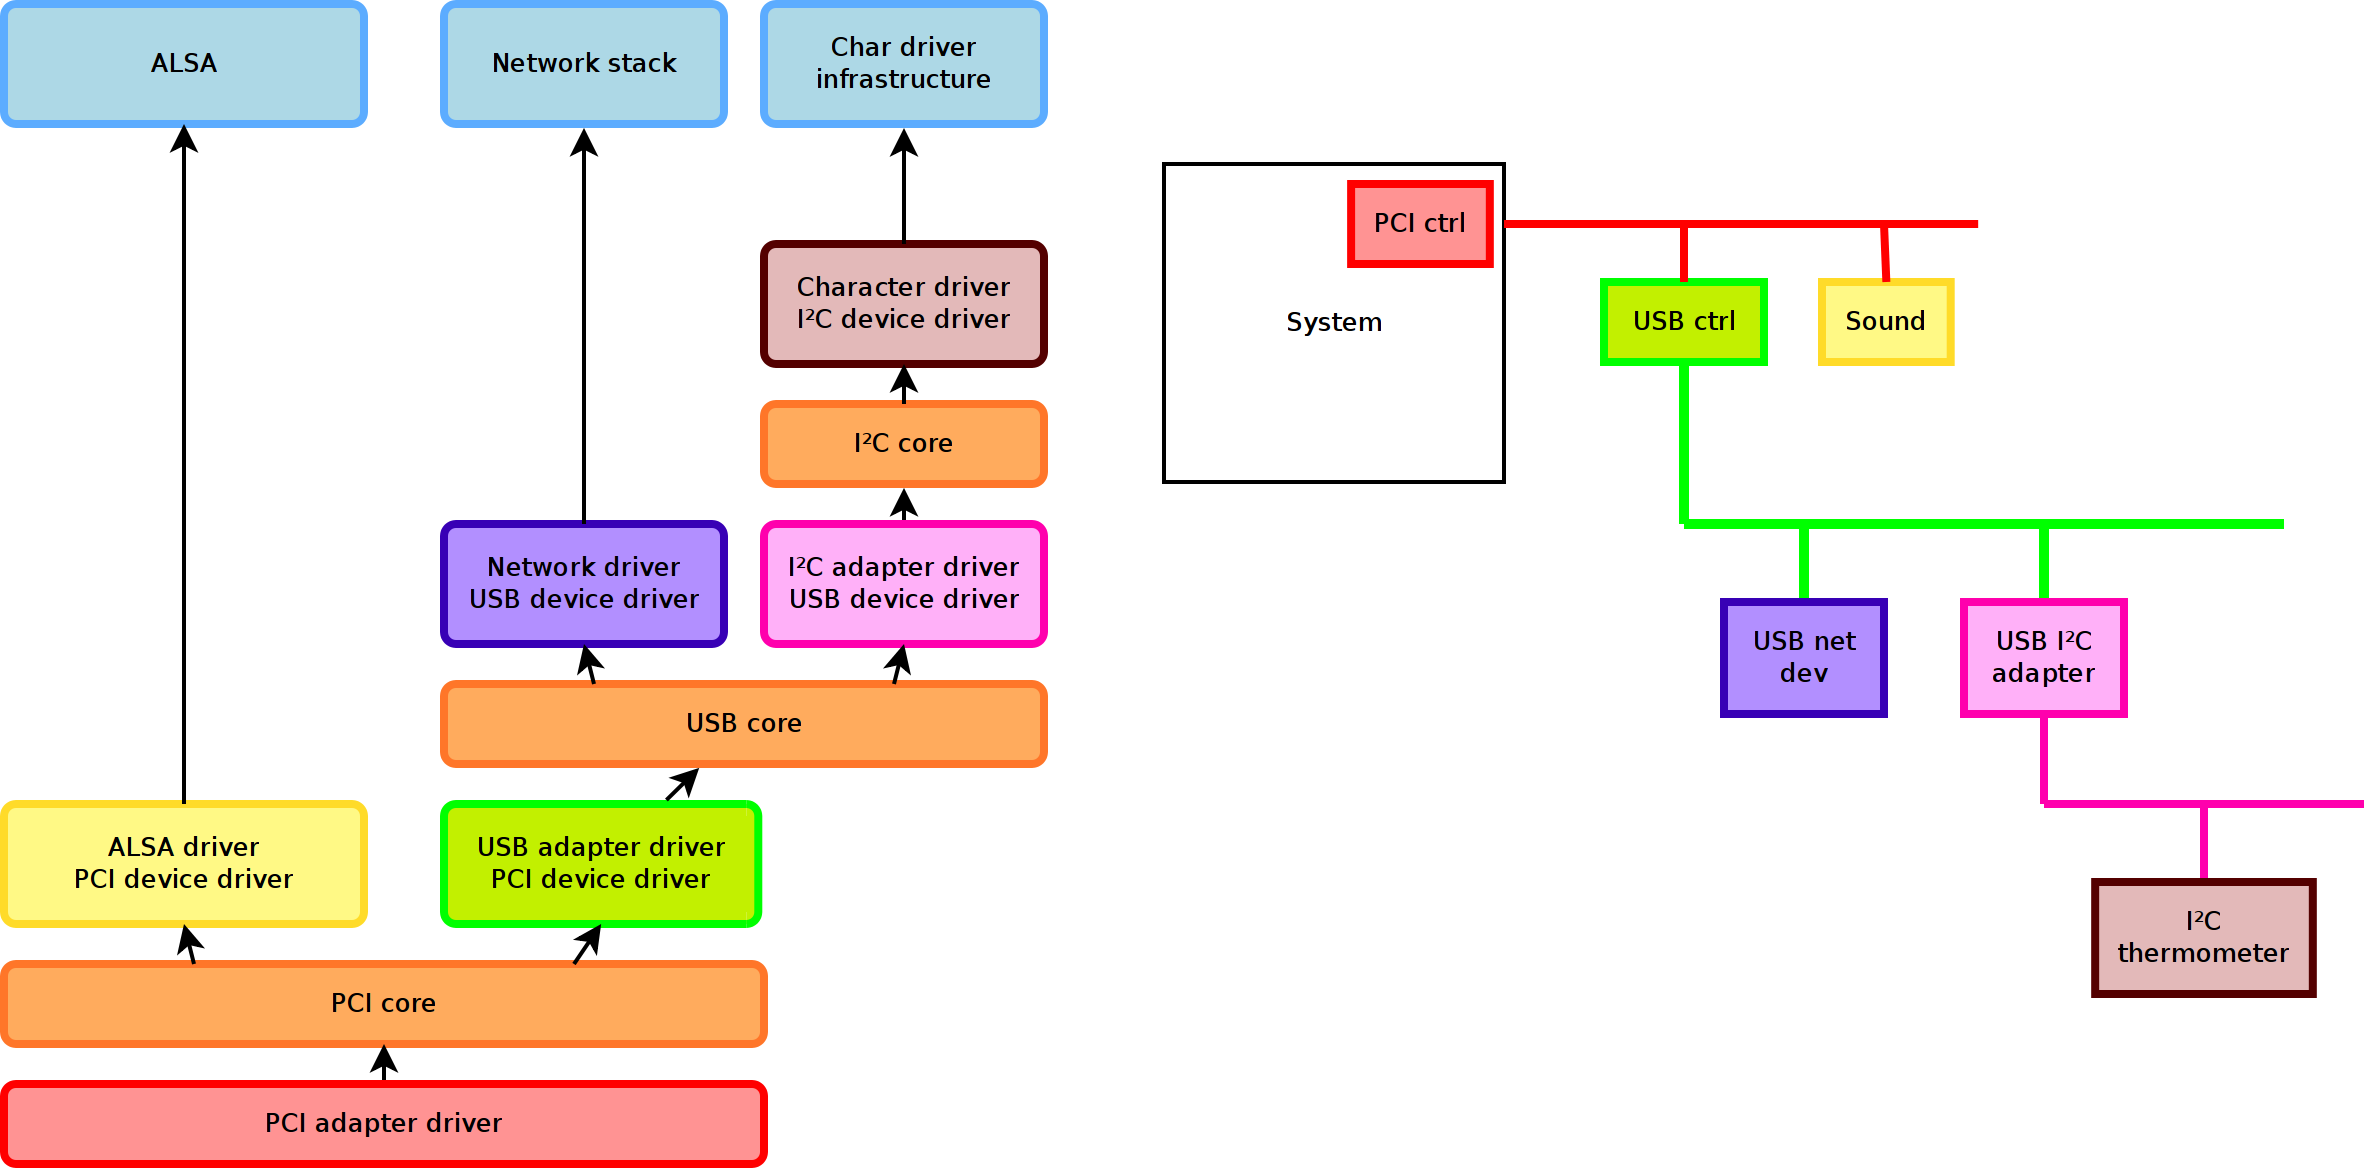 ALSA
Network stack
Char driver
infrastructure
Character driver
I²C device driver
I²C core
Network driver
USB device driver
I²C adapter driver
USB device driver
USB core
ALSA driver
PCI device driver
USB adapter driver
PCI device driver
PCI core
PCI adapter driver
PCI ctrl
System
USB ctrl
Sound
USB net
dev
USB I²C
adapter
I²C
thermometer